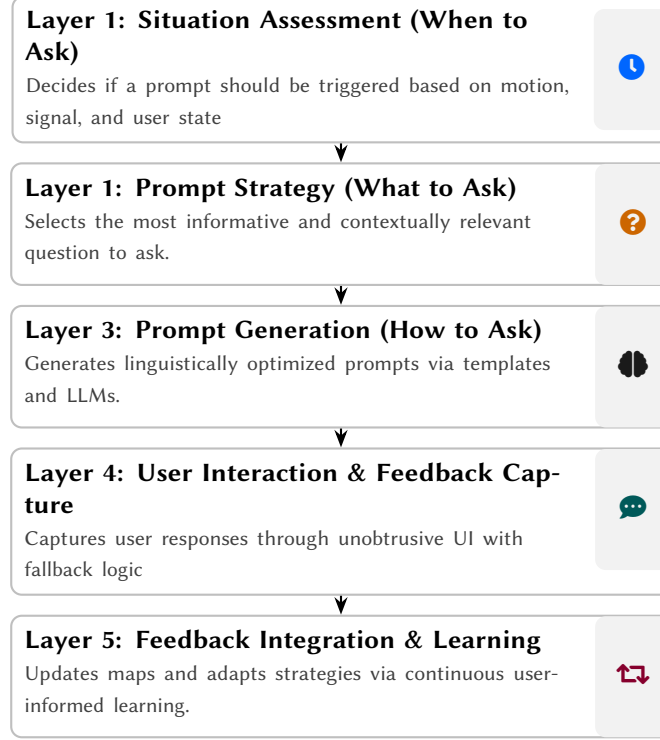 Layer 1: Situation Assessment (When to
Ask)
Decides if a prompt should be triggered based on motion,
signal, and user state
Layer 1: Prompt Strategy (What to Ask)
Selects the most informative and contextually relevant
question to ask.
Layer 3: Prompt Generation (How to Ask)
Generates linguistically optimized prompts via templates
and LLMs.
Layer 4: User Interaction & Feedback Cap-
ture
Captures user responses through unobtrusive UI with
fallback logic
Layer 5: Feedback Integration & Learning
Updates maps and adapts strategies via continuous user-
informed learning.